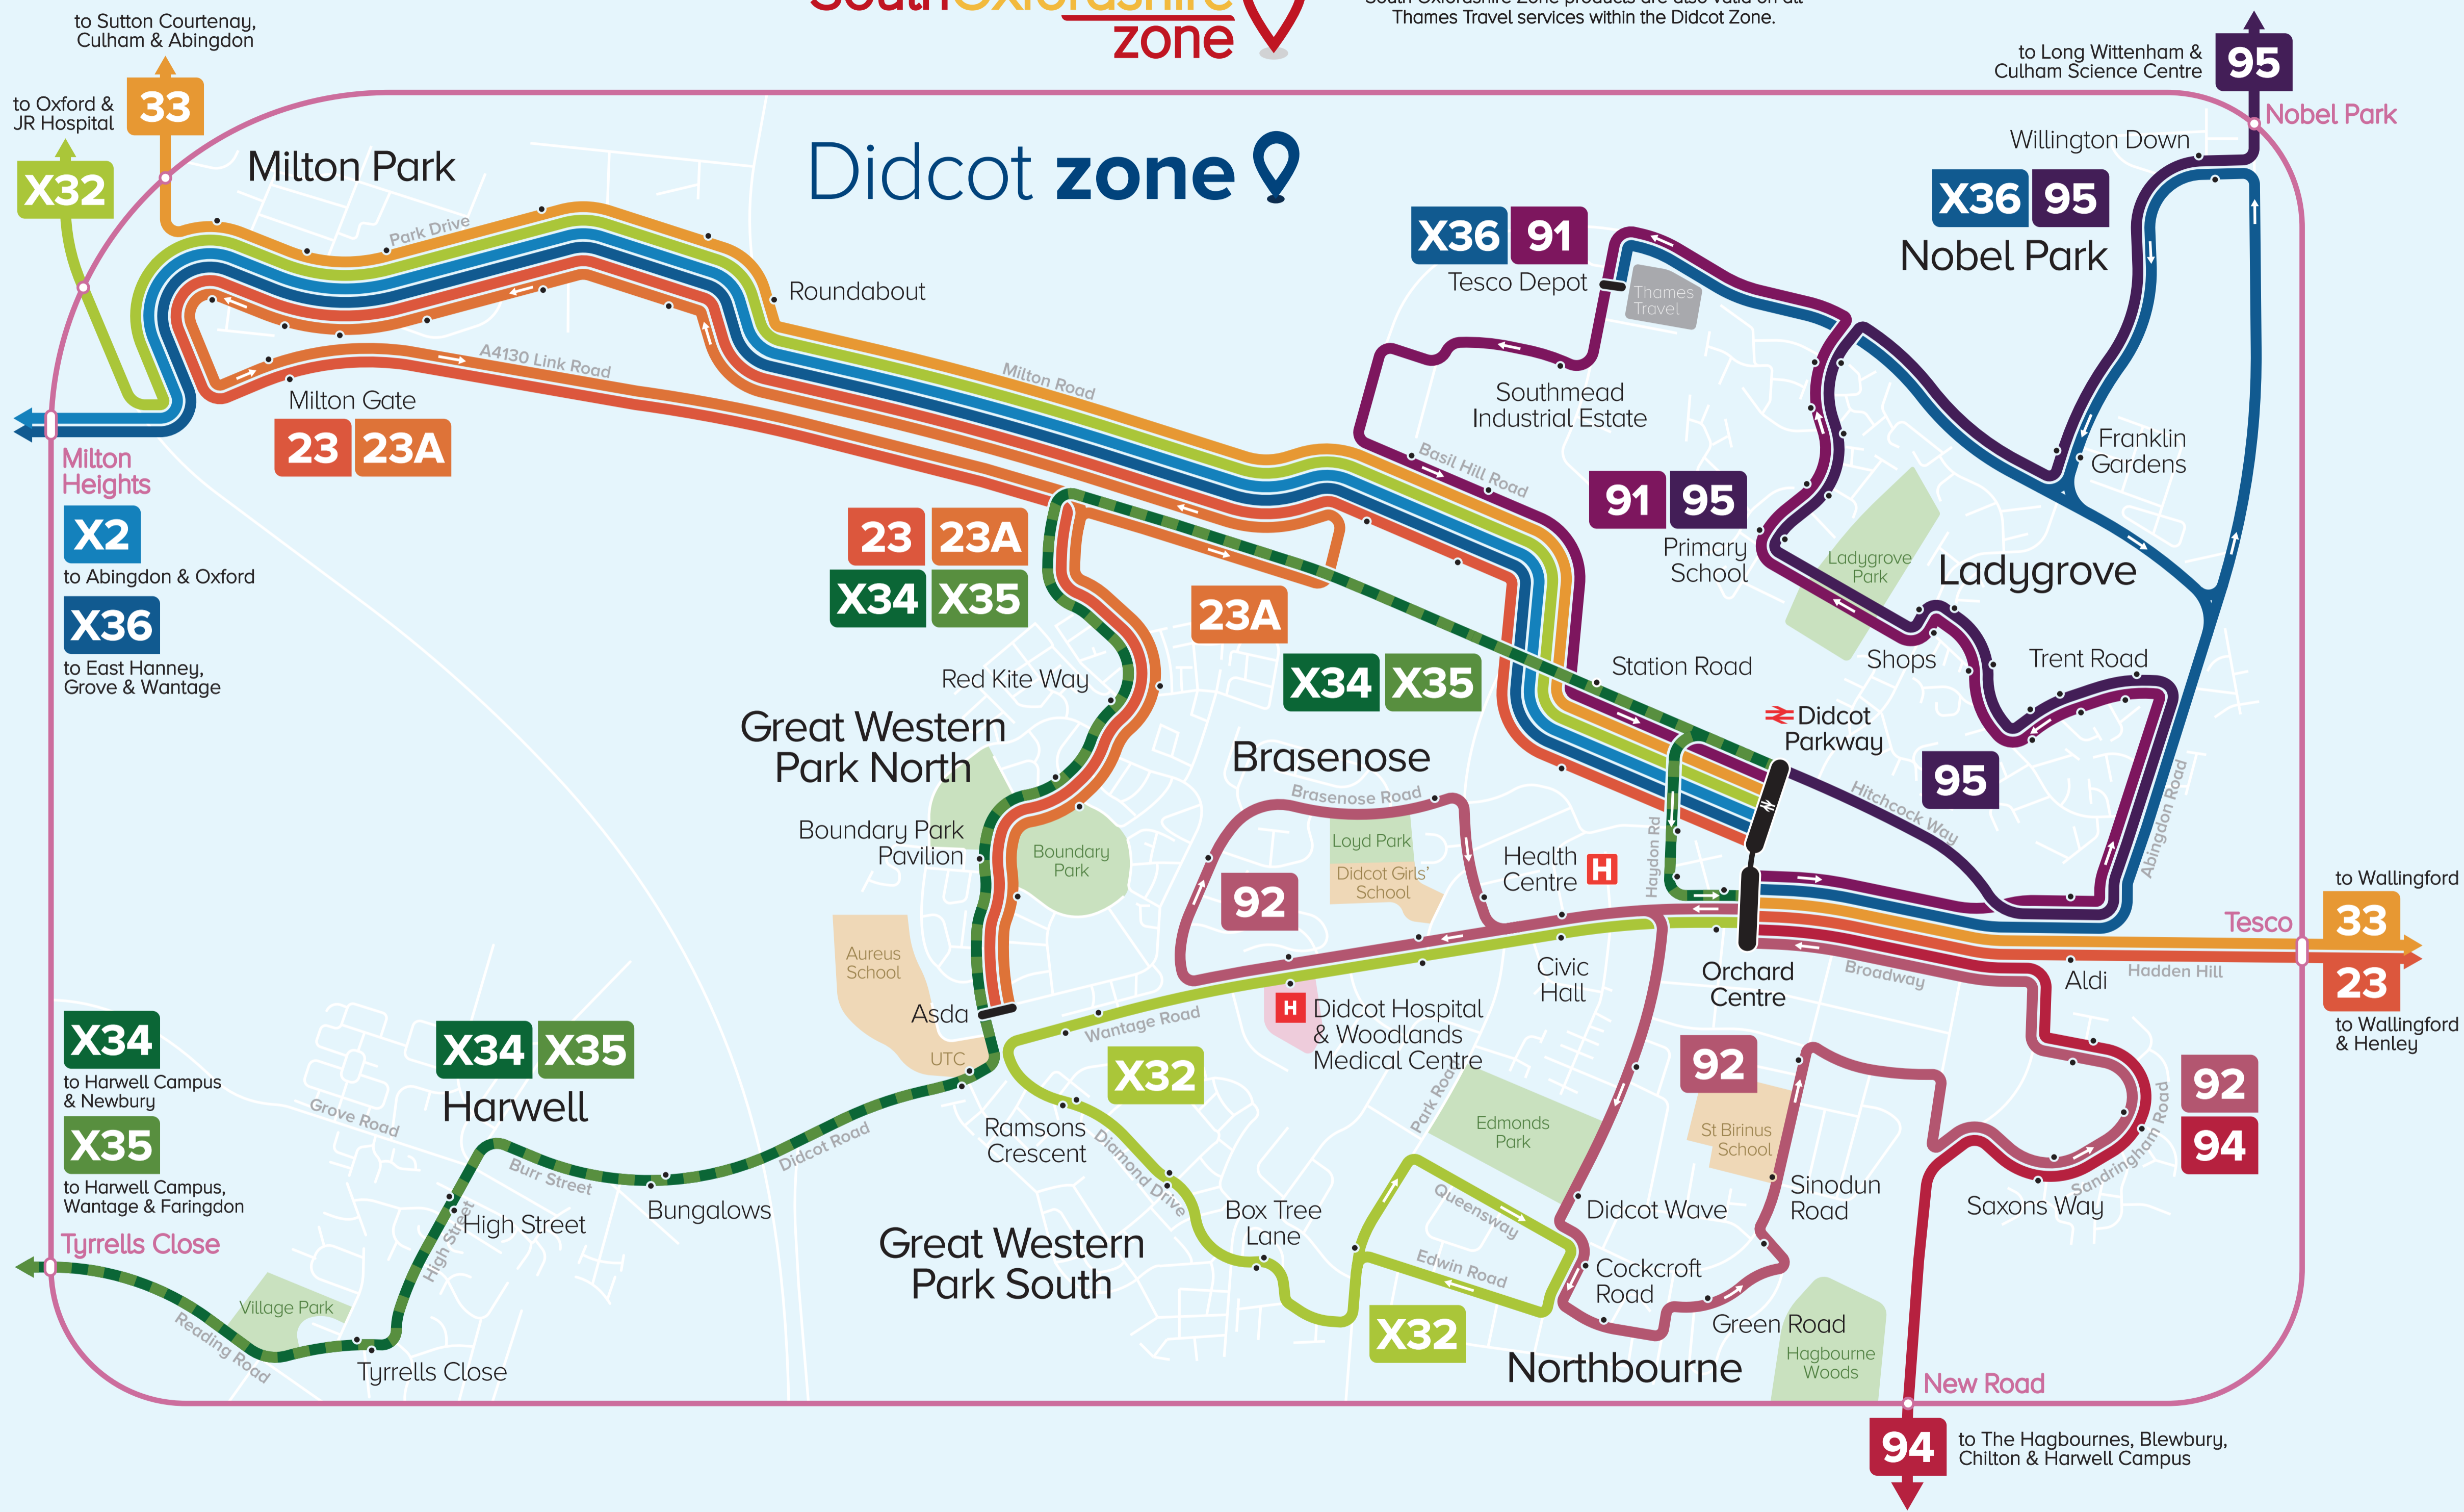 SouthOxfordshire
zone
South Oxfordshire Zone products are also valid on all
Thames Travel services within the Didcot Zone.
to Sutton Courtenay,
Culham & Abingdon
33
to Oxford &
JR Hospital
X32
Milton Park
Didcot zone
to Long Wittenham &
Culham Science Centre
95
Nobel Park
Willington Down
X36 95
Nobel Park
X36 91
Tesco Depot
Thames
Travel
Park Drive
Roundabout
A4130 Link Road
Milton Road
Milton Gate
23 23A
Southmead
Industrial Estate
Basil Hill Road
Franklin
Gardens
Milton
Heights
X2
to Abingdon & Oxford
X36
to East Hanney,
Grove & Wantage
23 23A
X34 X35
23A
91 95
Primary
School
Ladygrove
Park
Ladygrove
Shops
Trent Road
X34 X35
Station Road
Red Kite Way
Great Western
Park North
Didcot
Parkway
95
Hitchcock Way
Abingdon Road
Brasenose
Brasenose Road
Boundary Park
Pavilion
Boundary
Park
Loyd Park
Didcot Girls'
School
Health
Centre
H
Haydon Rd
92
to Wallingford
33
Tesco
23
to Wallingford
& Henley
Aureus
School
Asda
UTC
Wantage Road
H
Didcot Hospital
& Woodlands
Medical Centre
Civic
Hall
Orchard
Centre
Broadway
Aldi
Hadden Hill
X34
to Harwell Campus
& Newbury
X35
to Harwell Campus,
Wantage & Faringdon
X34 X35
Harwell
Grove Road
Burr Street
Didcot Road
High Street
High Street
Bungalows
X32
Ramsons
Crescent
Diamond Drive
Park Road
Edmonds
Park
92
St Birinus
School
Sinodun
Road
92
94
Sandringham Road
Saxons Way
Tyrrells Close
Village Park
Reading Road
Tyrrells Close
Great Western
Park South
Box Tree
Lane
Queensway
Edwin Road
X32
Didcot Wave
Cockcroft
Road
Green Road
Northbourne
Hagbourne
Woods
New Road
94
to The Hagbournes, Blewbury,
Chilton & Harwell Campus